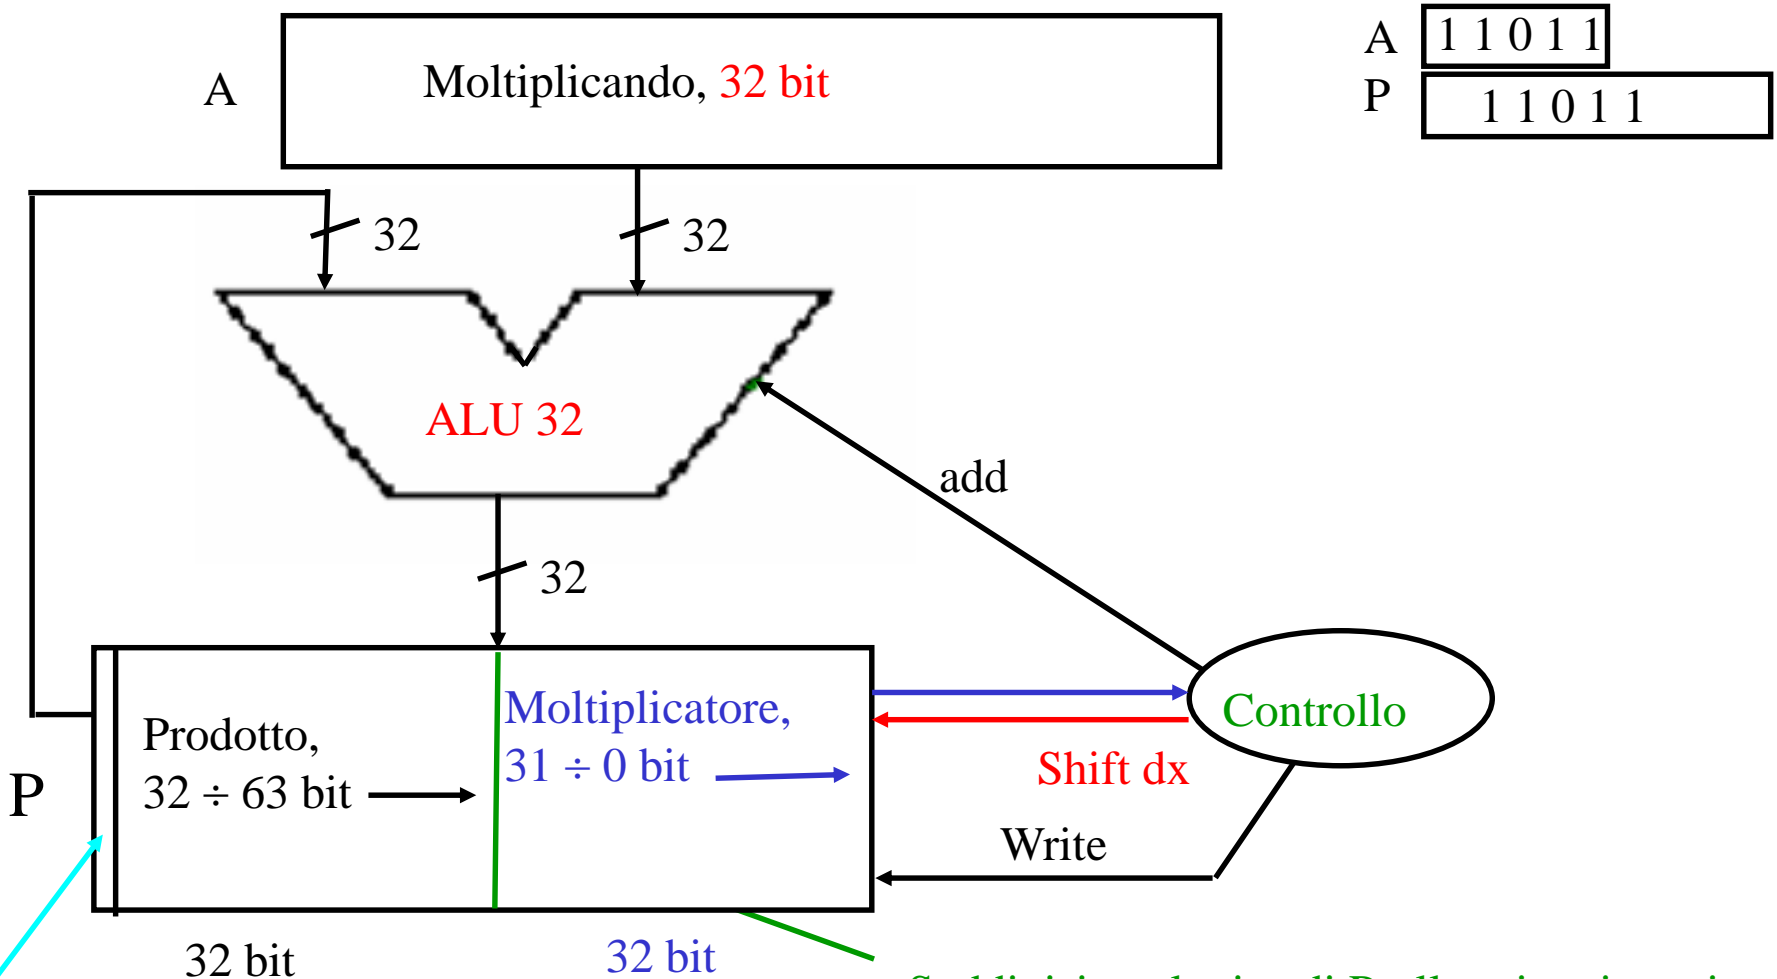 A
Moltiplicando, 32 bit
A
1 1 0 1 1
P
1 1 0 1 1
32
32
ALU 32
add
32
Prodotto,
32 ÷ 63 bit
Moltiplicatore,
31 ÷ 0 bit
Controllo
Shift dx
P
Write
32 bit
32 bit